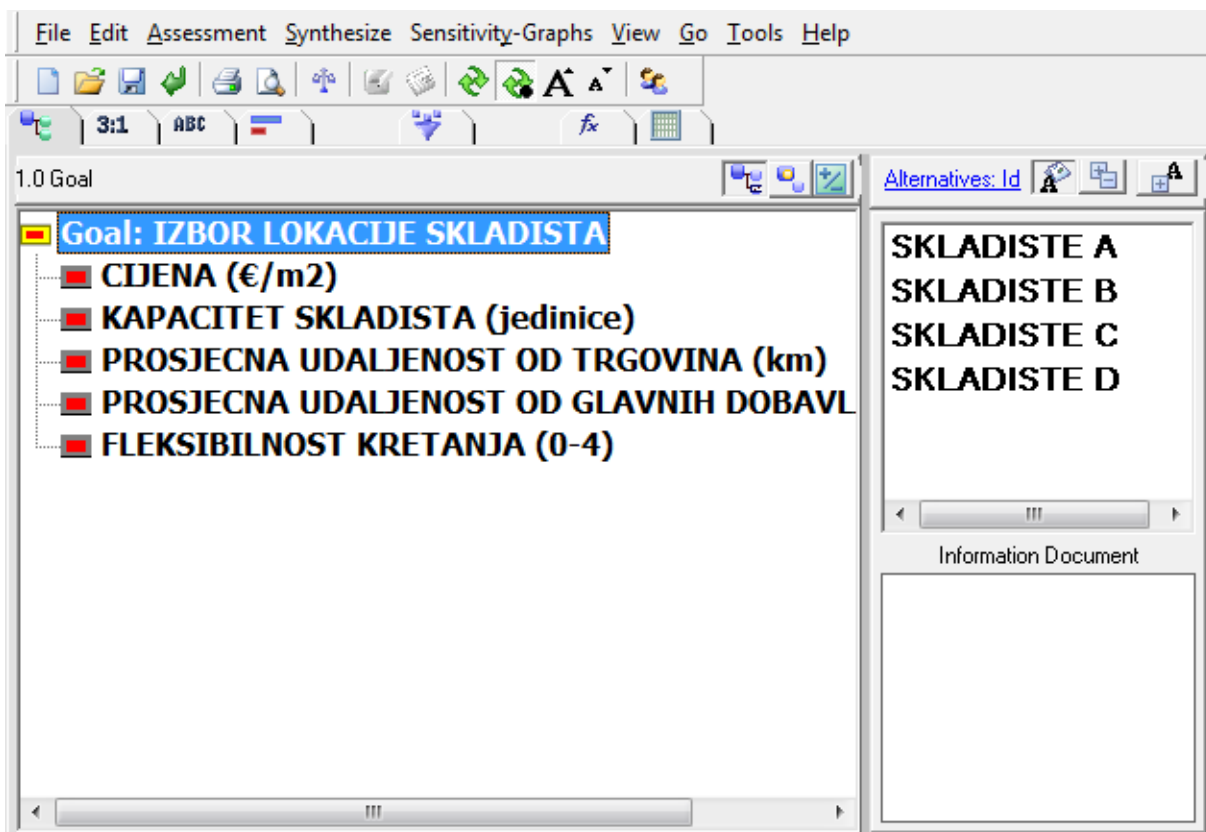 File Edit Assessment Synthesize Sensitivity-Graphs View Go Tools Help
3:1 ABC fx
1.0 Goal
Goal: IZBOR LOKACIJE SKLADISTA
CIJENA (€/m2)
KAPACITET SKLADISTA (jedinice)
PROSJECNA UDALJENOST OD TRGOVINA (km)
PROSJECNA UDALJENOST OD GLAVNIH DOBAVL
FLEKSIBILNOST KRETANJA (0-4)
Alternatives: Id
SKLADISTE A
SKLADISTE B
SKLADISTE C
SKLADISTE D
Information Document